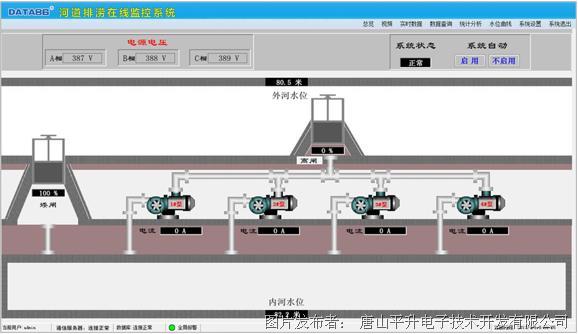 DATA86 河道排涝在线监控系统
总览 视频 实时数据 数据查询 统计分析 水位曲线 系统设置 系统退出
电源电压
A相 387 V B相 388 V C相 389 V
系统状态 系统自动
正常 启 用 不启用
80.5 米
外河水位
0 %
高闸
100 %
矮闸
1#泵 2#泵 3#泵 4#泵
电流 0 A 电流 0 A 电流 0 A 电流 0 A
内河水位
当前用户: admin 通信服务器: 连接正常 数据库 连接正常 全局报警
图片发布者: 唐山平升电子技术开发有限公司